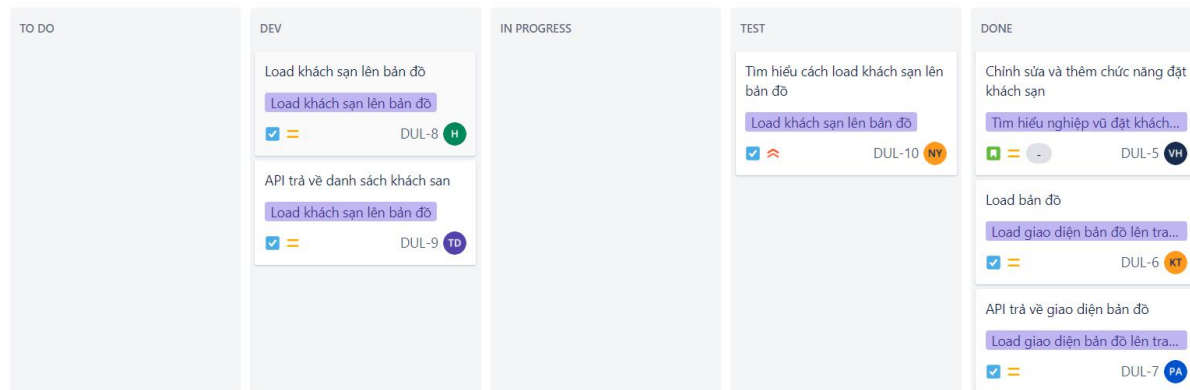 TO DO
DEV
Load khách sạn lên bản đồ
Load khách sạn lên bản đồ
DUL-8 H
API trả về danh sách khách san
Load khách sạn lên bản đồ
DUL-9 TD
IN PROGRESS
TEST
Tìm hiểu cách load khách sạn lên
bản đồ
Load khách sạn lên bản đồ
DUL-10 NY
DONE
Chỉnh sửa và thêm chức năng đặt
khách sạn
Tìm hiểu nghiệp vũ đặt khách...
- DUL-5 VH
Load bản đồ
Load giao diện bản đồ lên tra...
DUL-6 KT
API trả về giao diện bản đồ
Load giao diện bản đồ lên tra...
DUL-7 PA